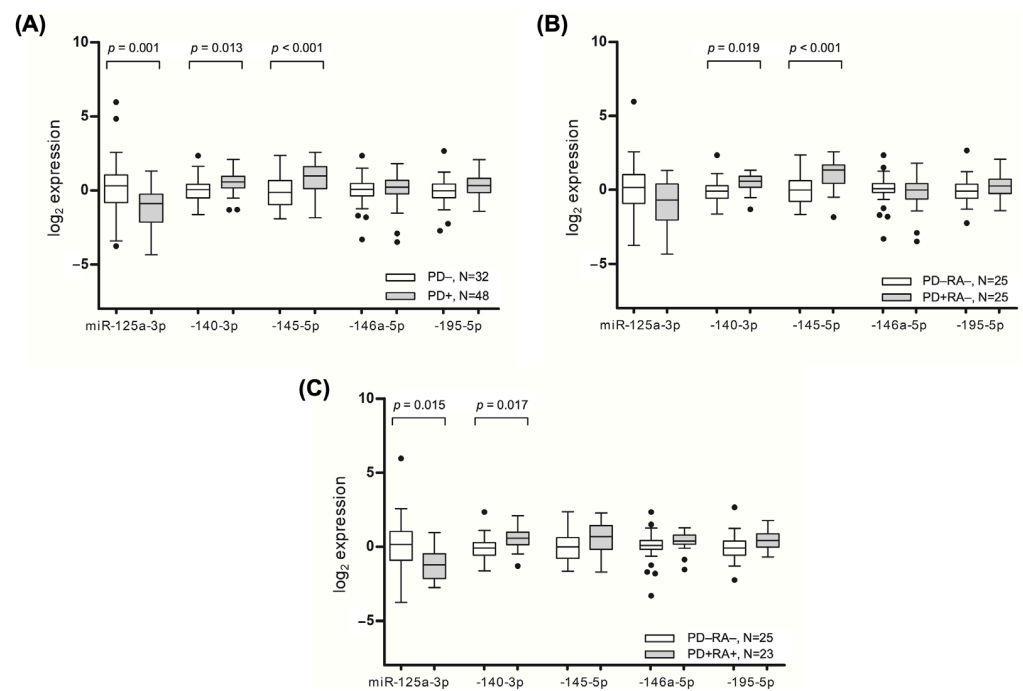 (A)
10
5
0
–5
log2 expression
p = 0.001
p = 0.013
p < 0.001
PD–, N=32
PD+, N=48
miR-125a-3p
-140-3p
-145-5p
-146a-5p
-195-5p
(B)
10
5
0
–5
log2 expression
p = 0.019
p < 0.001
PD–RA–, N=25
PD+RA–, N=25
miR-125a-3p
-140-3p
-145-5p
-146a-5p
-195-5p
(C)
10
5
0
–5
log2 expression
p = 0.015
p = 0.017
PD–RA–, N=25
PD+RA+, N=23
miR-125a-3p
-140-3p
-145-5p
-146a-5p
-195-5p